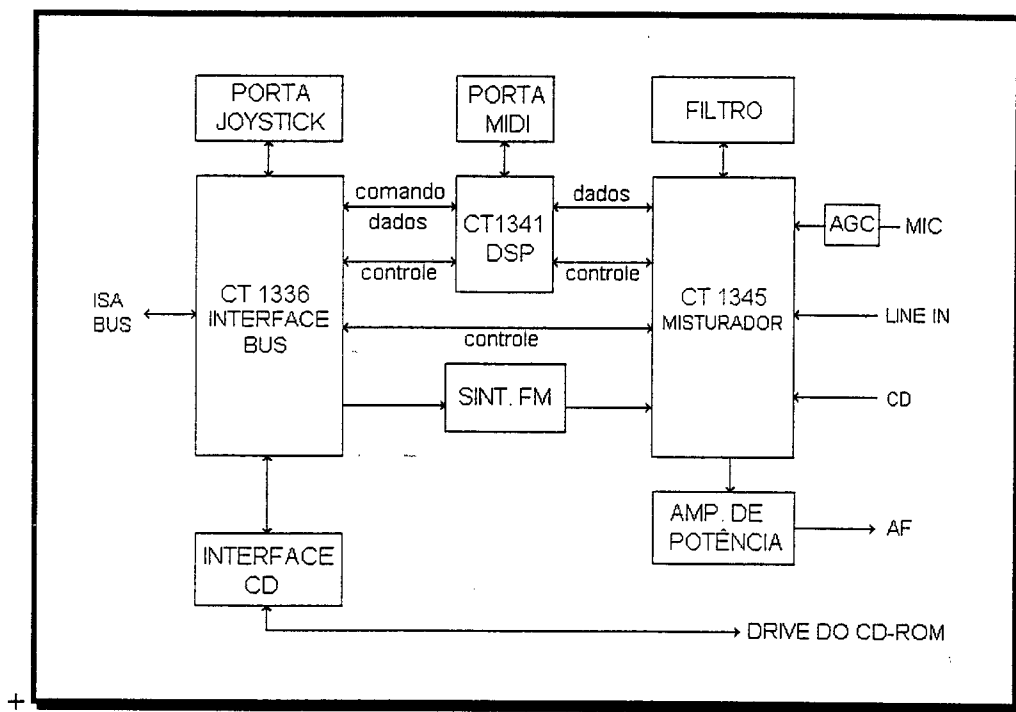 PORTA
JOYSTICK
PORTA
MIDI
FILTRO
comando
dados
controle
CT1341
DSP
dados
controle
AGC
MIC
ISA
BUS
CT 1336
INTERFACE
BUS
CT 1345
MISTURADOR
LINE IN
controle
SINT. FM
CD
AMP. DE
POTÊNCIA
AF
INTERFACE
CD
DRIVE DO CD-ROM
+